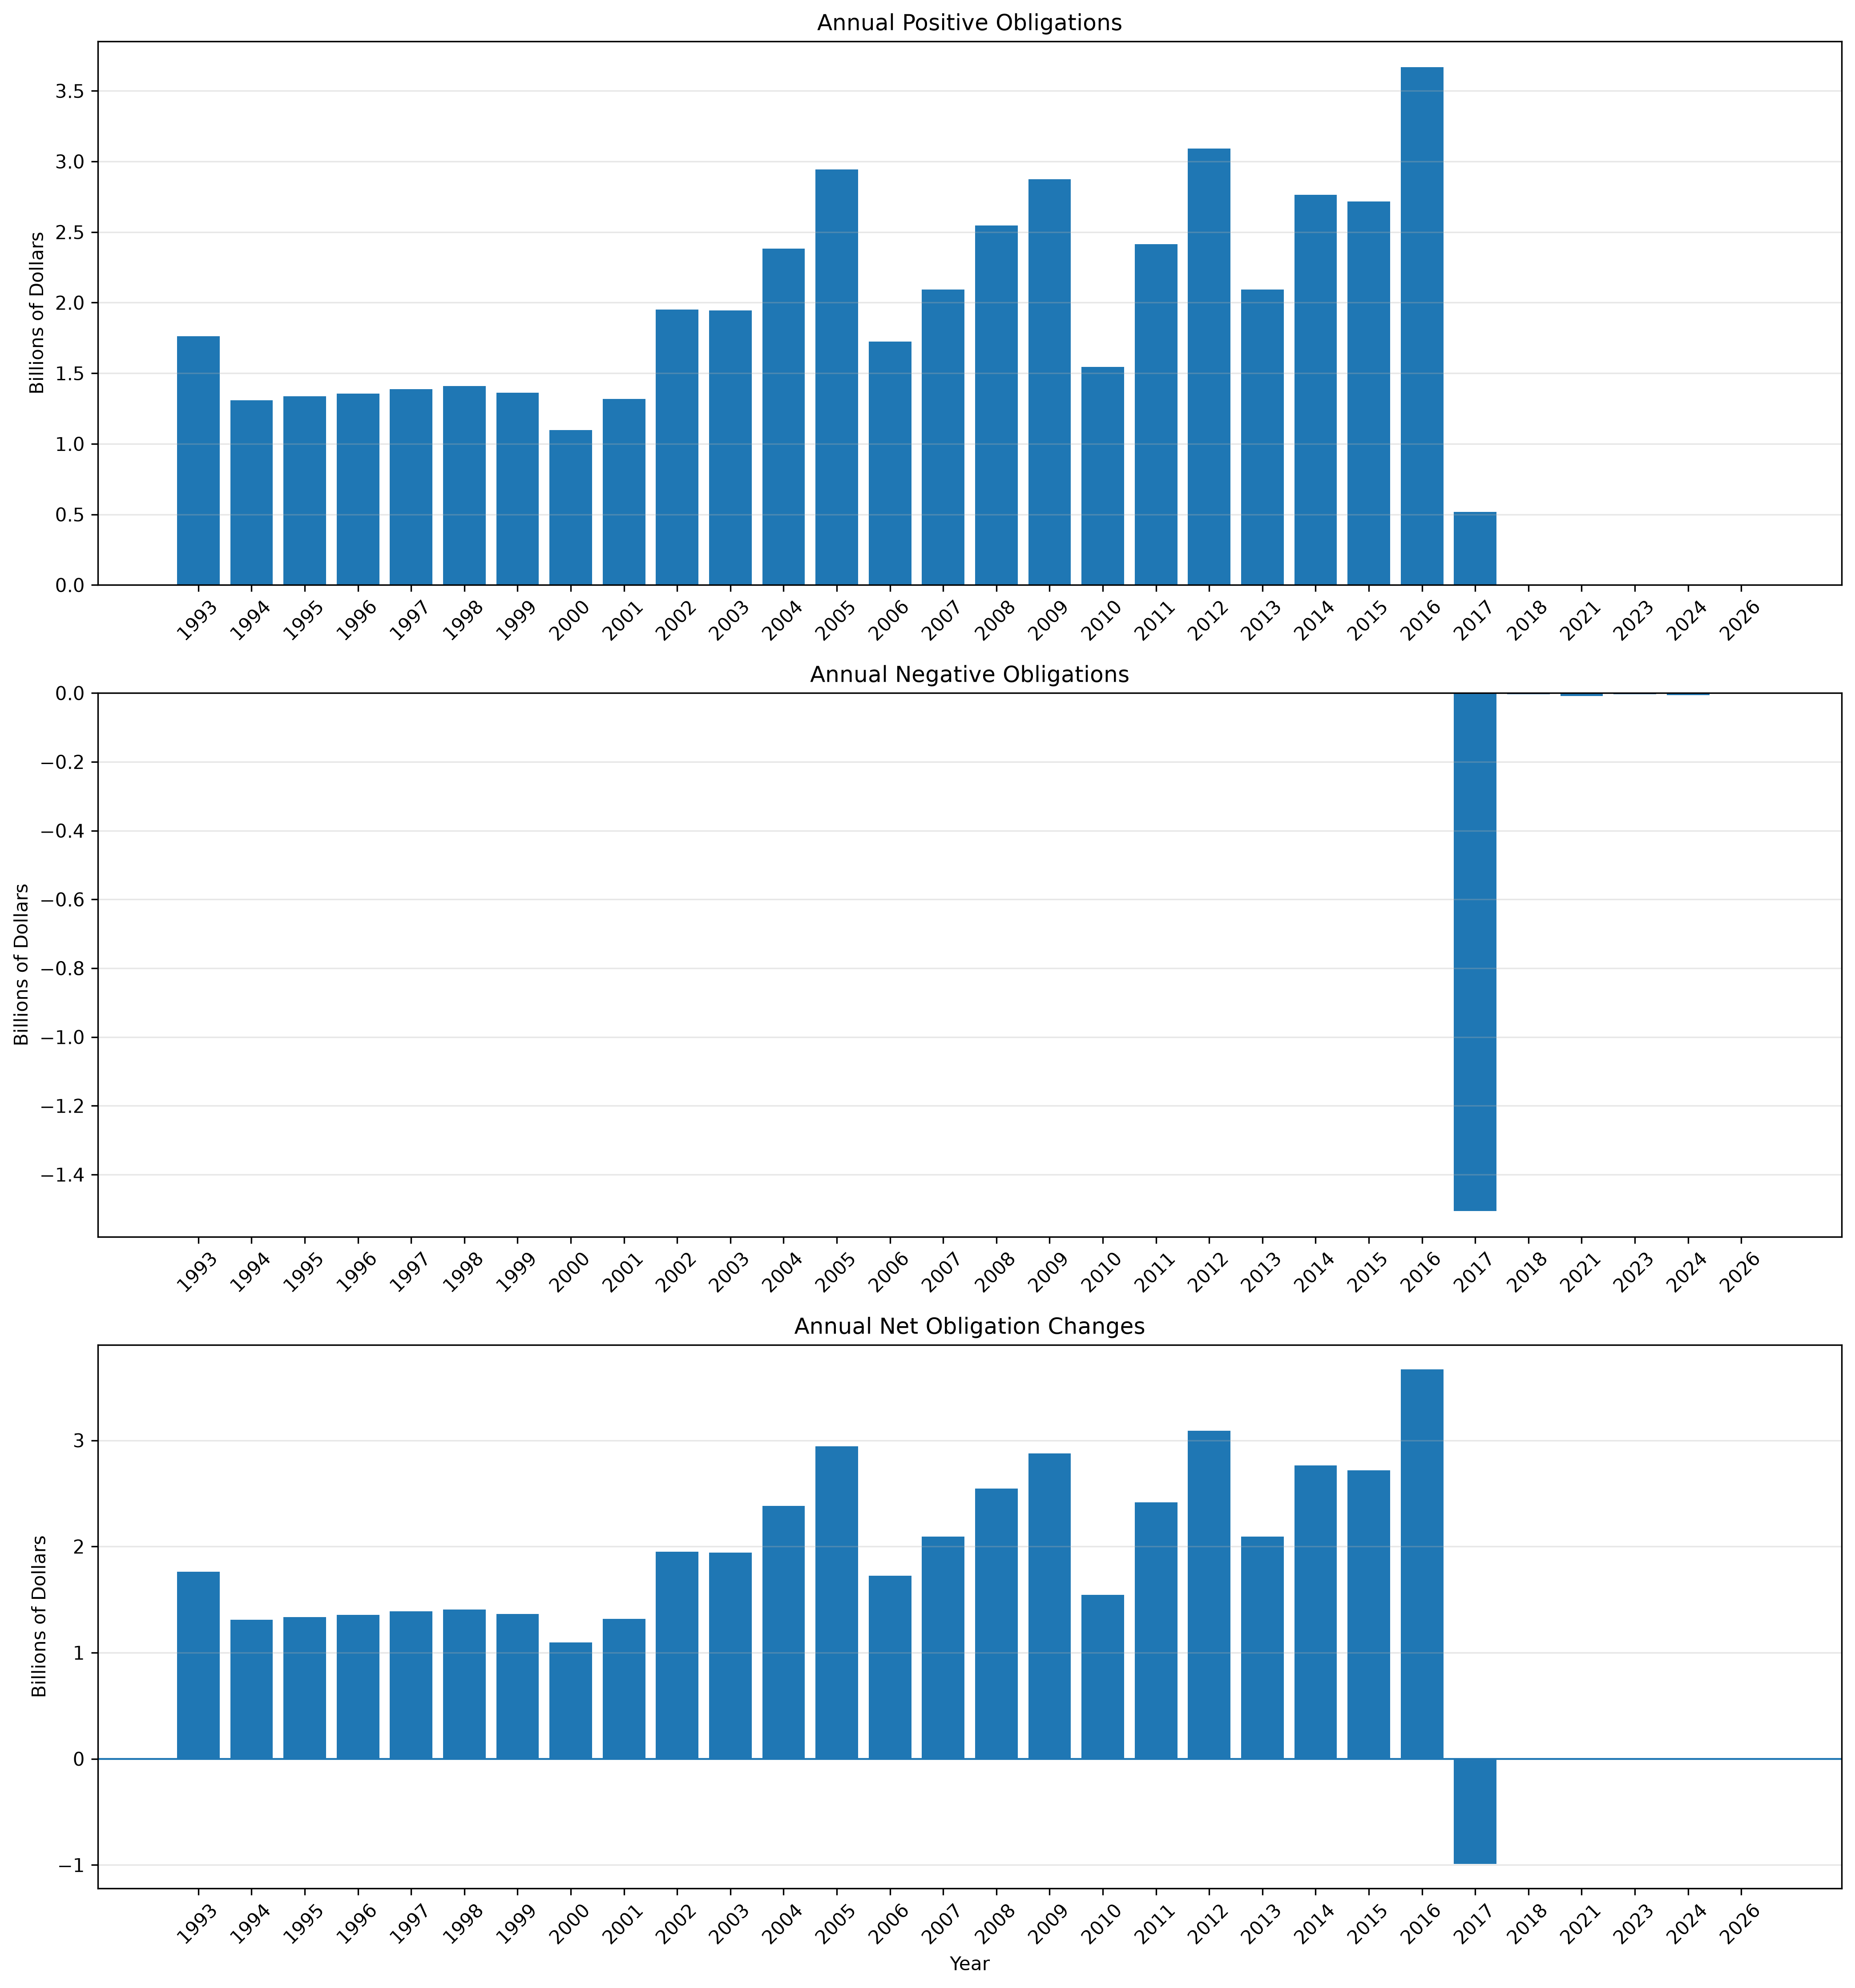 Annual Positive Obligations
Billions of Dollars
3.5
3.0
2.5
2.0
1.5
1.0
0.5
0.0
1993 1994 1995 1996 1997 1998 1999 2000 2001 2002 2003 2004 2005 2006 2007 2008 2009 2010 2011 2012 2013 2014 2015 2016 2017 2018 2021 2023 2024 2026
Annual Negative Obligations
Billions of Dollars
0.0
−0.2
−0.4
−0.6
−0.8
−1.0
−1.2
−1.4
1993 1994 1995 1996 1997 1998 1999 2000 2001 2002 2003 2004 2005 2006 2007 2008 2009 2010 2011 2012 2013 2014 2015 2016 2017 2018 2021 2023 2024 2026
Annual Net Obligation Changes
Billions of Dollars
3
2
1
0
−1
1993 1994 1995 1996 1997 1998 1999 2000 2001 2002 2003 2004 2005 2006 2007 2008 2009 2010 2011 2012 2013 2014 2015 2016 2017 2018 2021 2023 2024 2026
Year